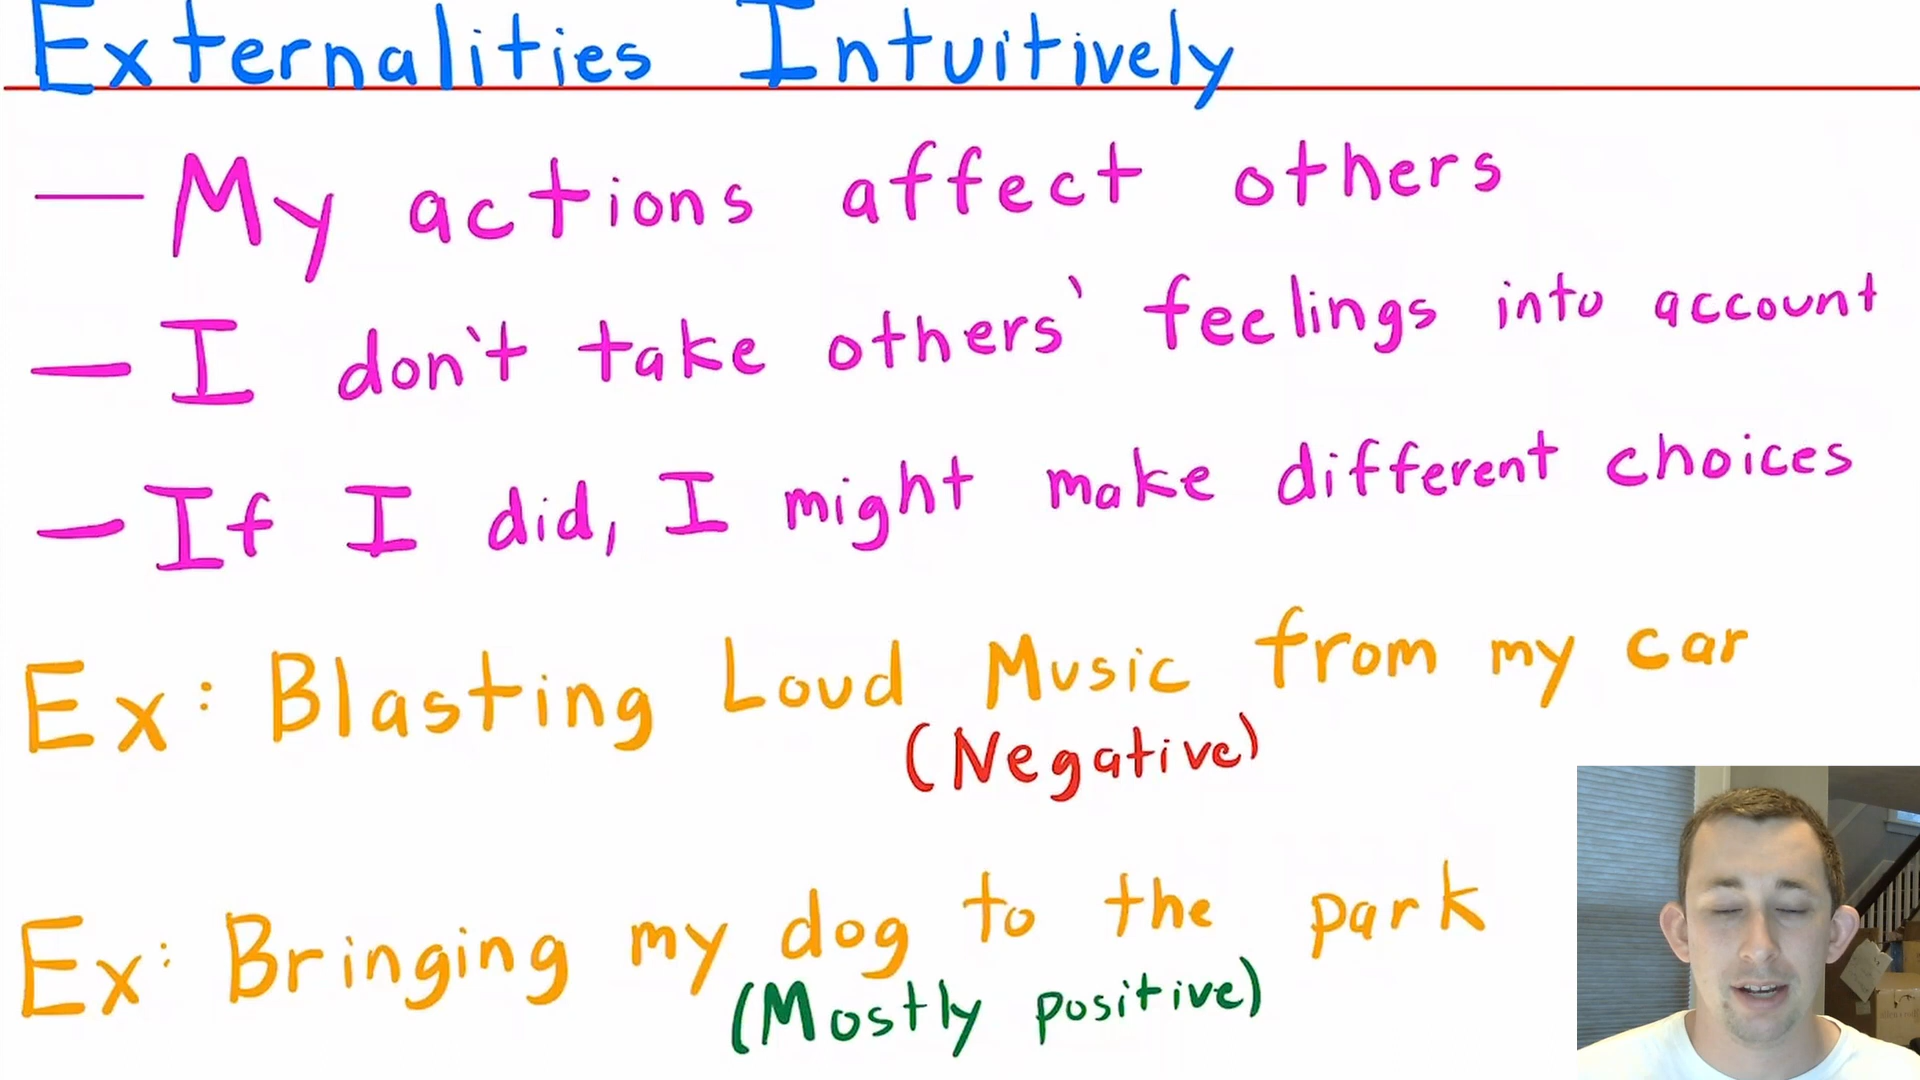 Externalities Intuitively
— My actions affect others
— I don't take others' feelings into account
— If I did, I might make different choices
Ex: Blasting Loud Music from my car
(Negative)
Ex: Bringing my dog to the park
(Mostly positive)